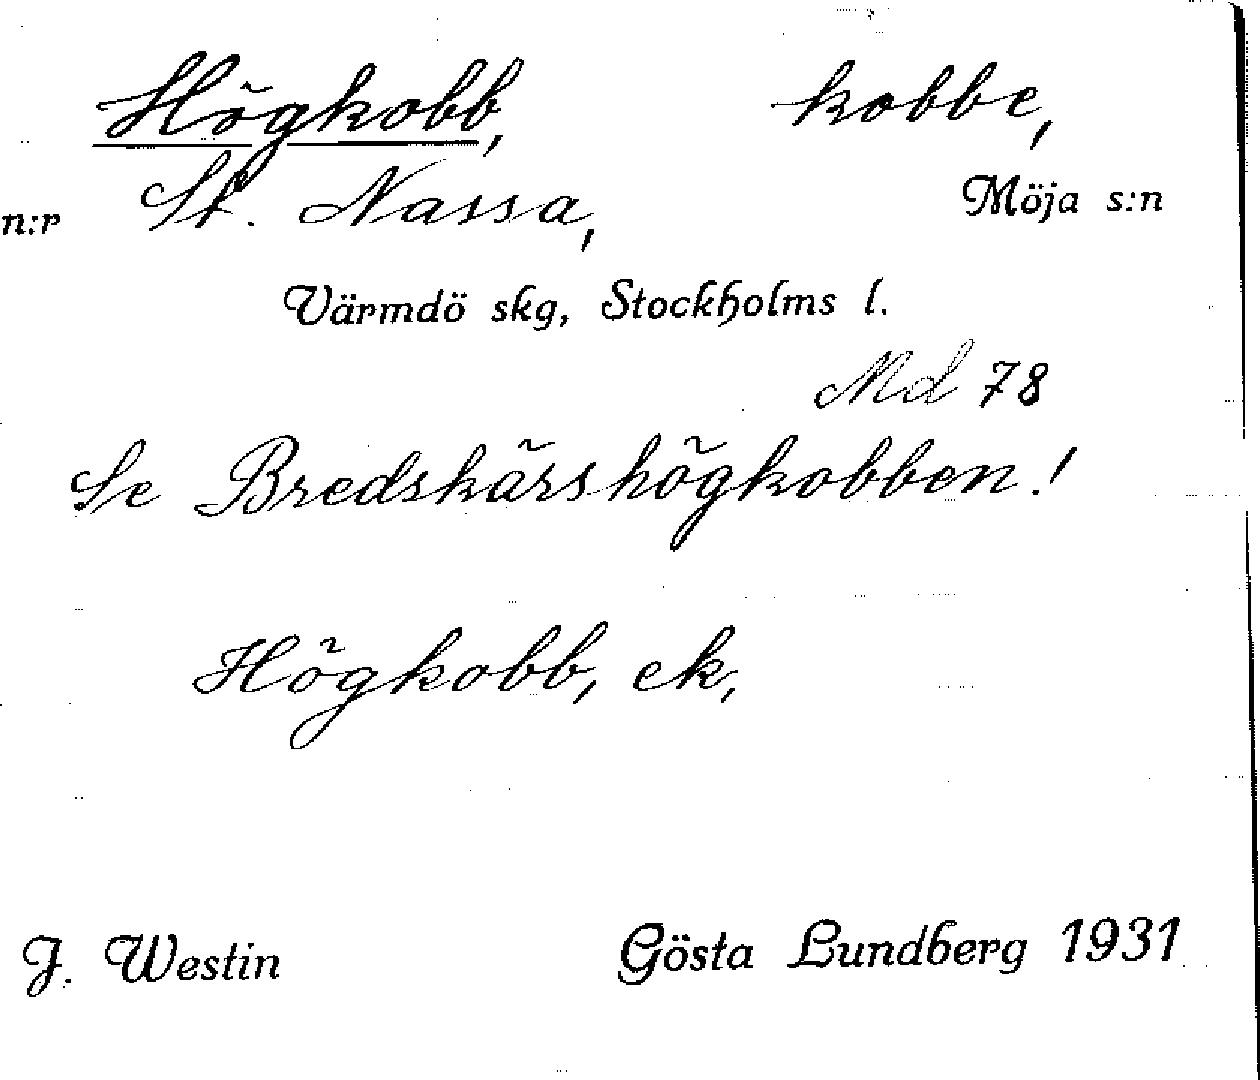 Högkobb, kobbe,
n:r St. Nassa, Möja s:n
Värmdö skg, Stockholms l.
Md 78
Se Bredskärshögkobben!
Högkobb, ek,
J. Westin Gösta Lundberg 1931